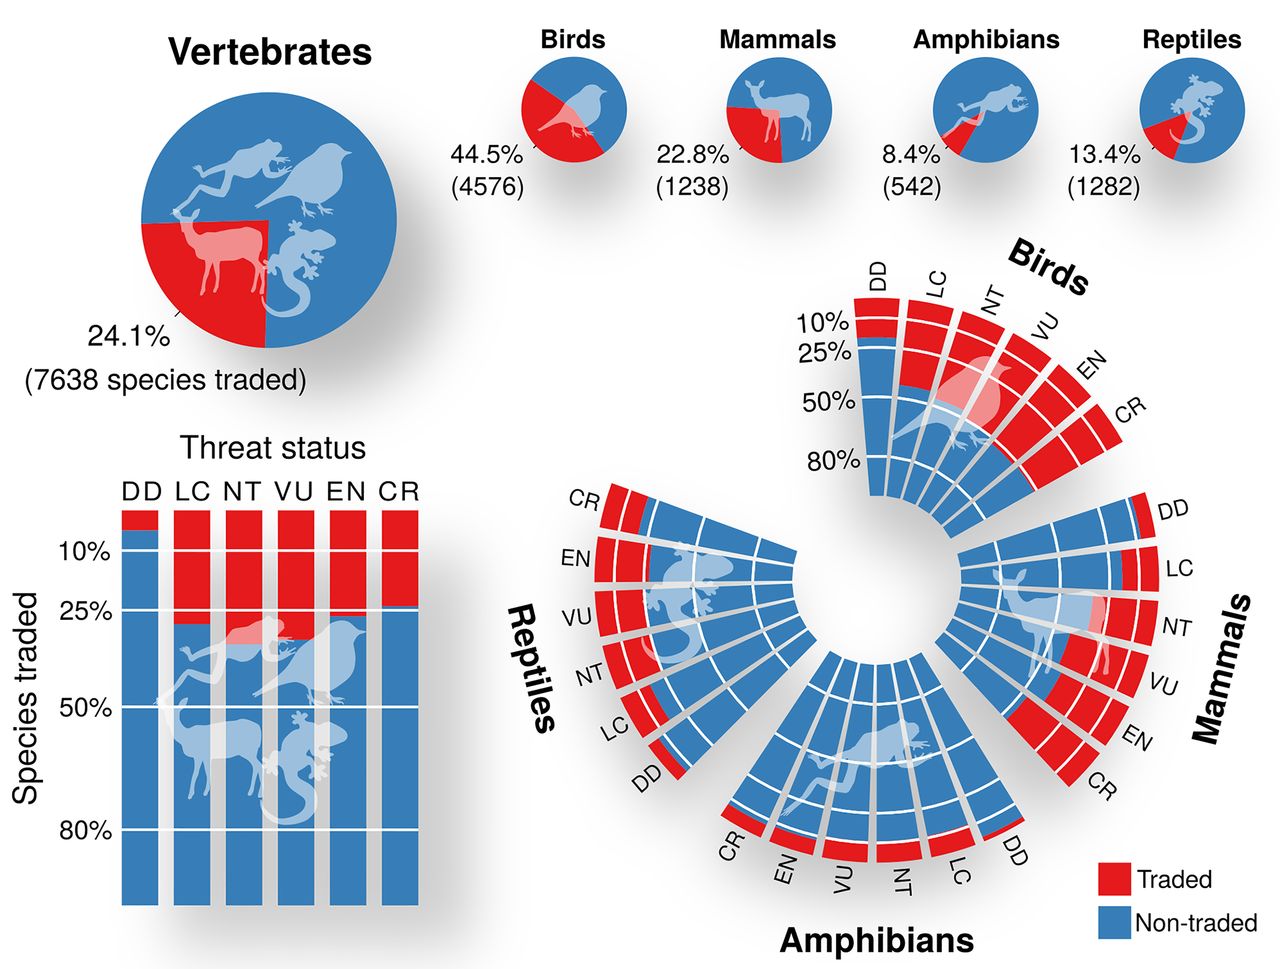 Vertebrates
24.1%
(7638 species traded)
Birds
44.5%
(4576)
Mammals
22.8%
(1238)
Amphibians
8.4%
(542)
Reptiles
13.4%
(1282)
Threat status
DD LC NT VU EN CR
Species traded
10%
25%
50%
80%
Birds
DD LC NT VU EN CR
10%
25%
50%
80%
Mammals
DD
LC
NT
VU
EN
CR
Amphibians
CR EN VU NT LC DD
Reptiles
CR
EN
VU
NT
LC
DD
Traded
Non-traded